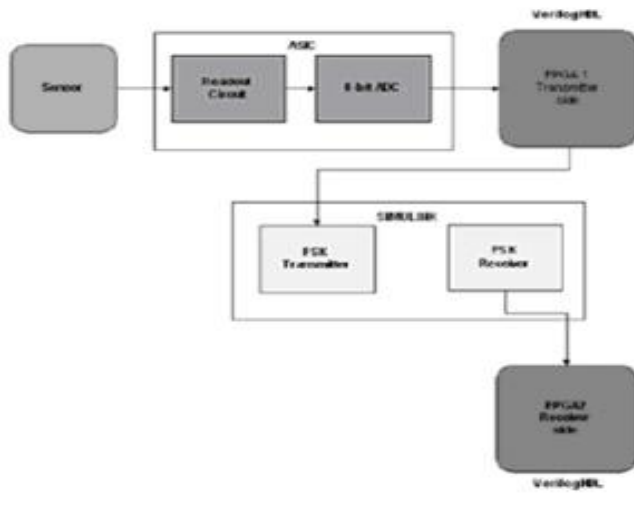 VerilogHDL
ASIC
Sensor
Readout
Circuit
8-bit ADC
FPGA 1
Transmitter
side
SIMULINK
FSK
Transmitter
FSK
Receiver
FPGA2
Receiver
side
VerilogHDL